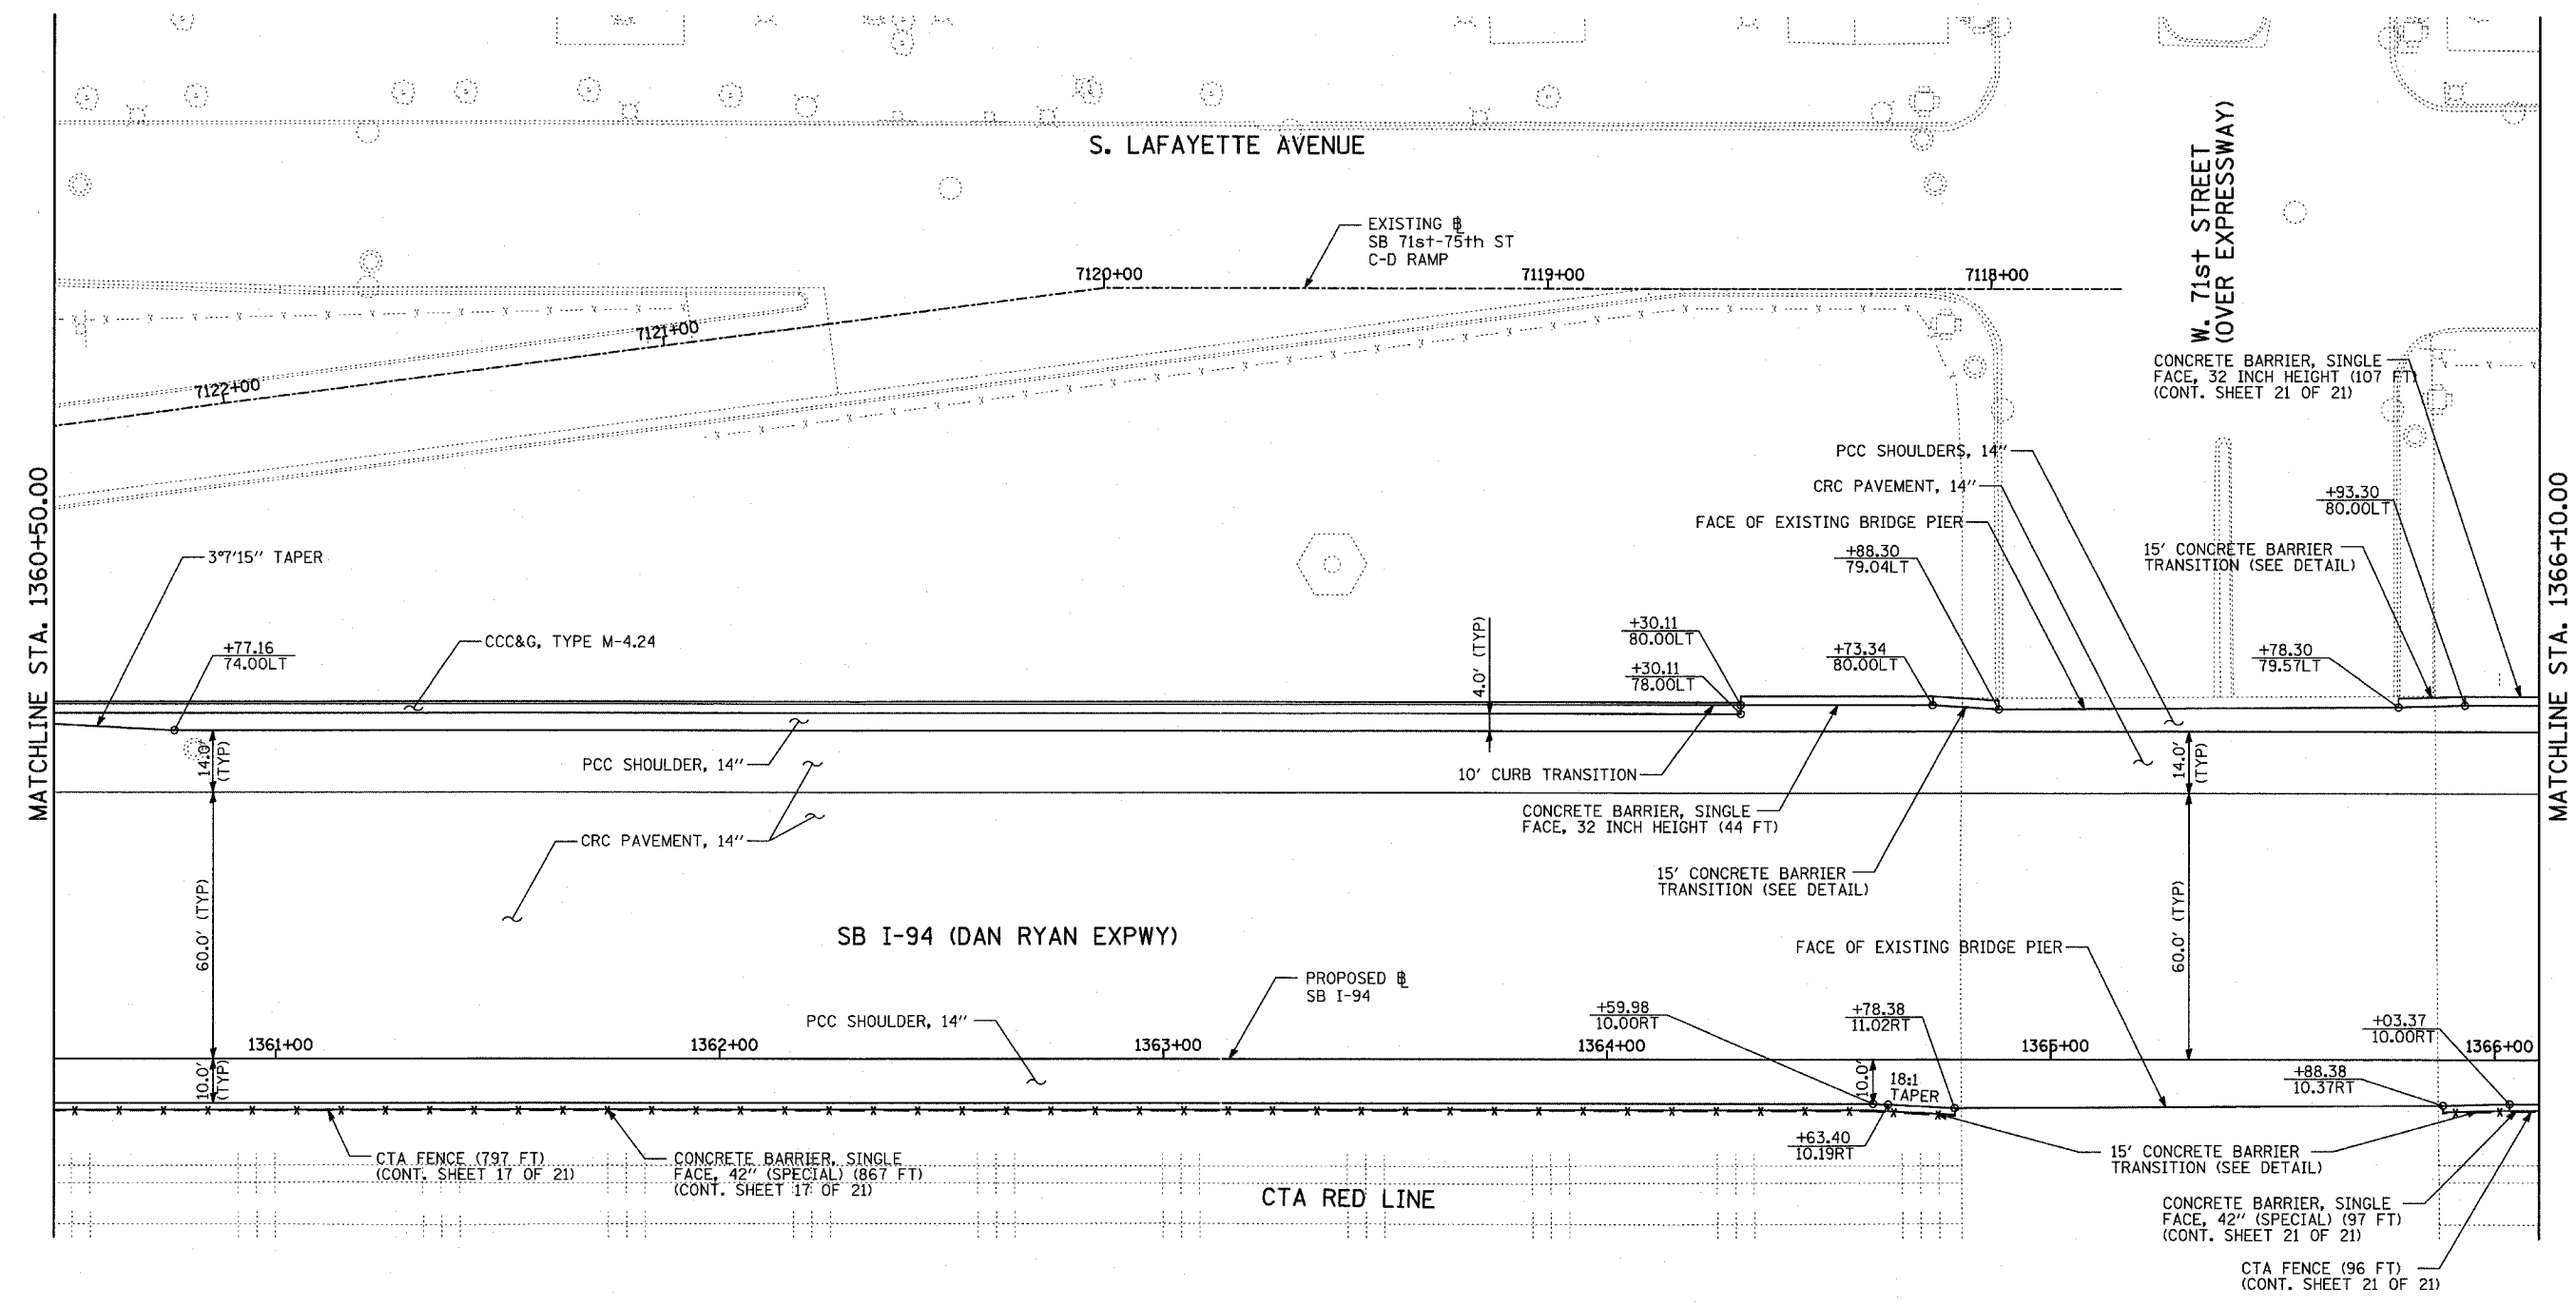 S. LAFAYETTE AVENUE
W. 71st STREET
(OVER EXPRESSWAY)
EXISTING ℄
SB 71st-75th ST
C-D RAMP
7120+00
7119+00
7118+00
7121+00
7122+00
CONCRETE BARRIER, SINGLE
FACE, 32 INCH HEIGHT (107 FT)
(CONT. SHEET 21 OF 21)
MATCHLINE STA. 1360+50.00
MATCHLINE STA. 1366+10.00
PCC SHOULDERS, 14"
CRC PAVEMENT, 14"
FACE OF EXISTING BRIDGE PIER
+93.30
80.00LT
+88.30
79.04LT
15' CONCRETE BARRIER
TRANSITION (SEE DETAIL)
3°7'15" TAPER
+77.16
74.00LT
CCC&G, TYPE M-4.24
4.0' (TYP)
+30.11
80.00LT
+30.11
78.00LT
+73.34
80.00LT
+78.30
79.57LT
14.0'
(TYP)
PCC SHOULDER, 14"
10' CURB TRANSITION
14.0'
(TYP)
CONCRETE BARRIER, SINGLE
FACE, 32 INCH HEIGHT (44 FT)
CRC PAVEMENT, 14"
15' CONCRETE BARRIER
TRANSITION (SEE DETAIL)
60.0' (TYP)
60.0' (TYP)
SB I-94 (DAN RYAN EXPWY)
FACE OF EXISTING BRIDGE PIER
PROPOSED ℄
SB I-94
PCC SHOULDER, 14"
+59.98
10.00RT
+78.38
11.02RT
+03.37
10.00RT
1361+00
1362+00
1363+00
1364+00
1365+00
1366+00
10.0'
(TYP)
10.0'
18:1
TAPER
+88.38
10.37RT
+63.40
10.19RT
CTA FENCE (797 FT)
(CONT. SHEET 17 OF 21)
CONCRETE BARRIER, SINGLE
FACE, 42" (SPECIAL) (867 FT)
(CONT. SHEET 17 OF 21)
15' CONCRETE BARRIER
TRANSITION (SEE DETAIL)
CTA RED LINE
CONCRETE BARRIER, SINGLE
FACE, 42" (SPECIAL) (97 FT)
(CONT. SHEET 21 OF 21)
CTA FENCE (96 FT)
(CONT. SHEET 21 OF 21)